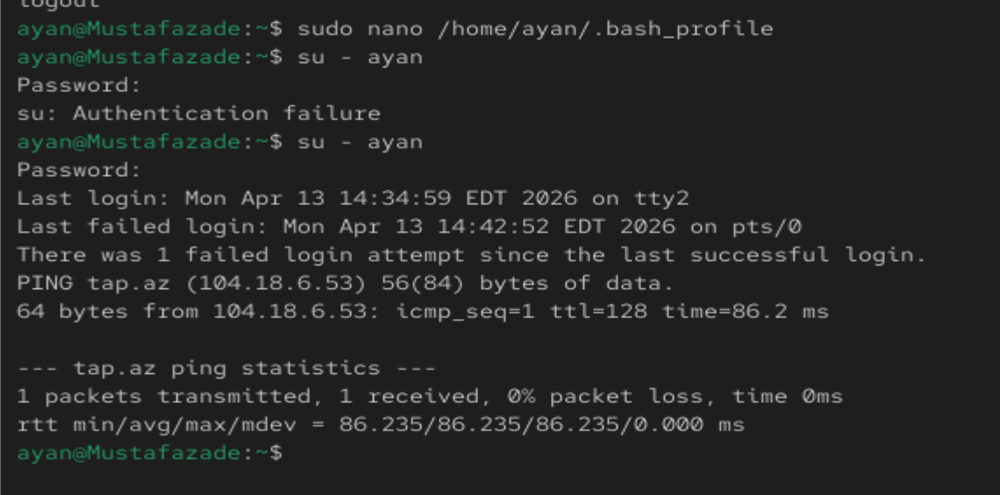 logout
ayan@Mustafazade:~$ sudo nano /home/ayan/.bash_profile
ayan@Mustafazade:~$ su - ayan
Password:
su: Authentication failure
ayan@Mustafazade:~$ su - ayan
Password:
Last login: Mon Apr 13 14:34:59 EDT 2026 on tty2
Last failed login: Mon Apr 13 14:42:52 EDT 2026 on pts/0
There was 1 failed login attempt since the last successful login.
PING tap.az (104.18.6.53) 56(84) bytes of data.
64 bytes from 104.18.6.53: icmp_seq=1 ttl=128 time=86.2 ms

--- tap.az ping statistics ---
1 packets transmitted, 1 received, 0% packet loss, time 0ms
rtt min/avg/max/mdev = 86.235/86.235/86.235/0.000 ms
ayan@Mustafazade:~$